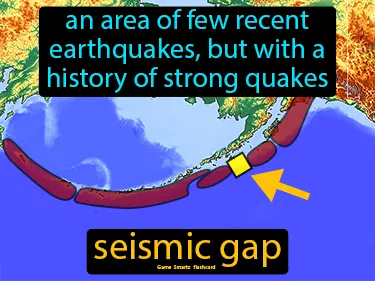 an area of few recent
earthquakes, but with a
history of strong quakes
seismic gap
Game Smartz flashcard